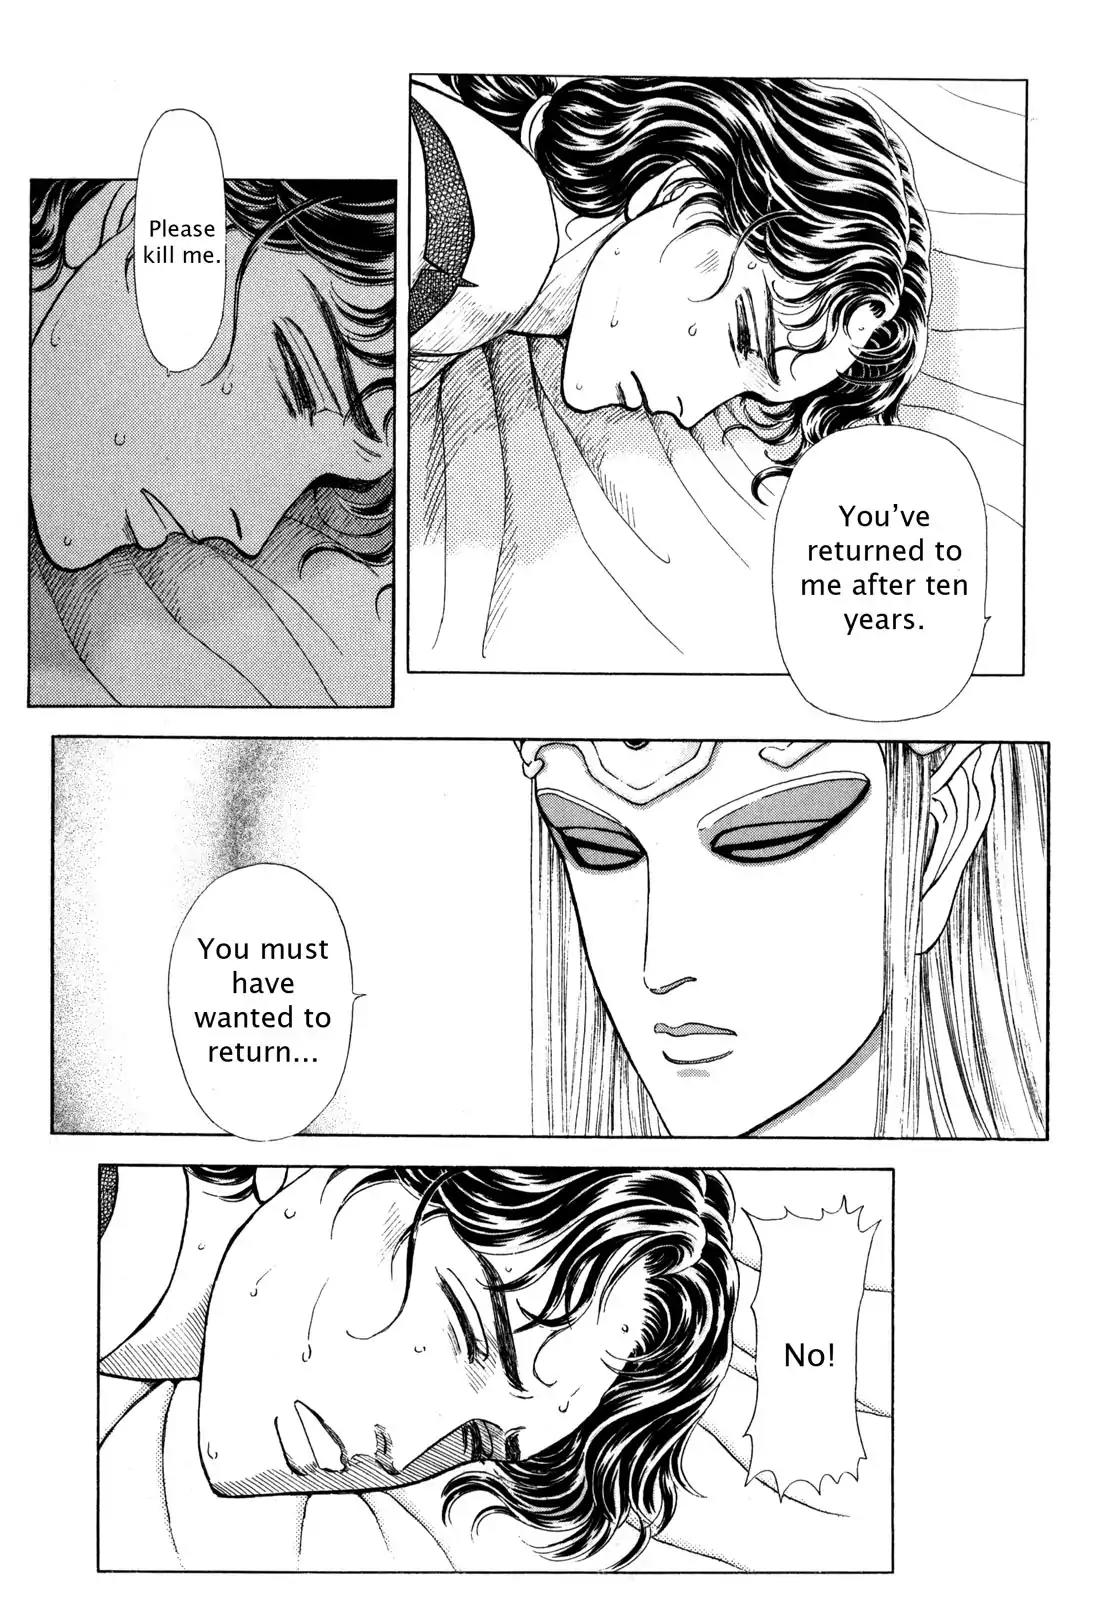 You've
returned to
me after ten
years.
Please
kill me.
You must
have
wanted to
return...
No!